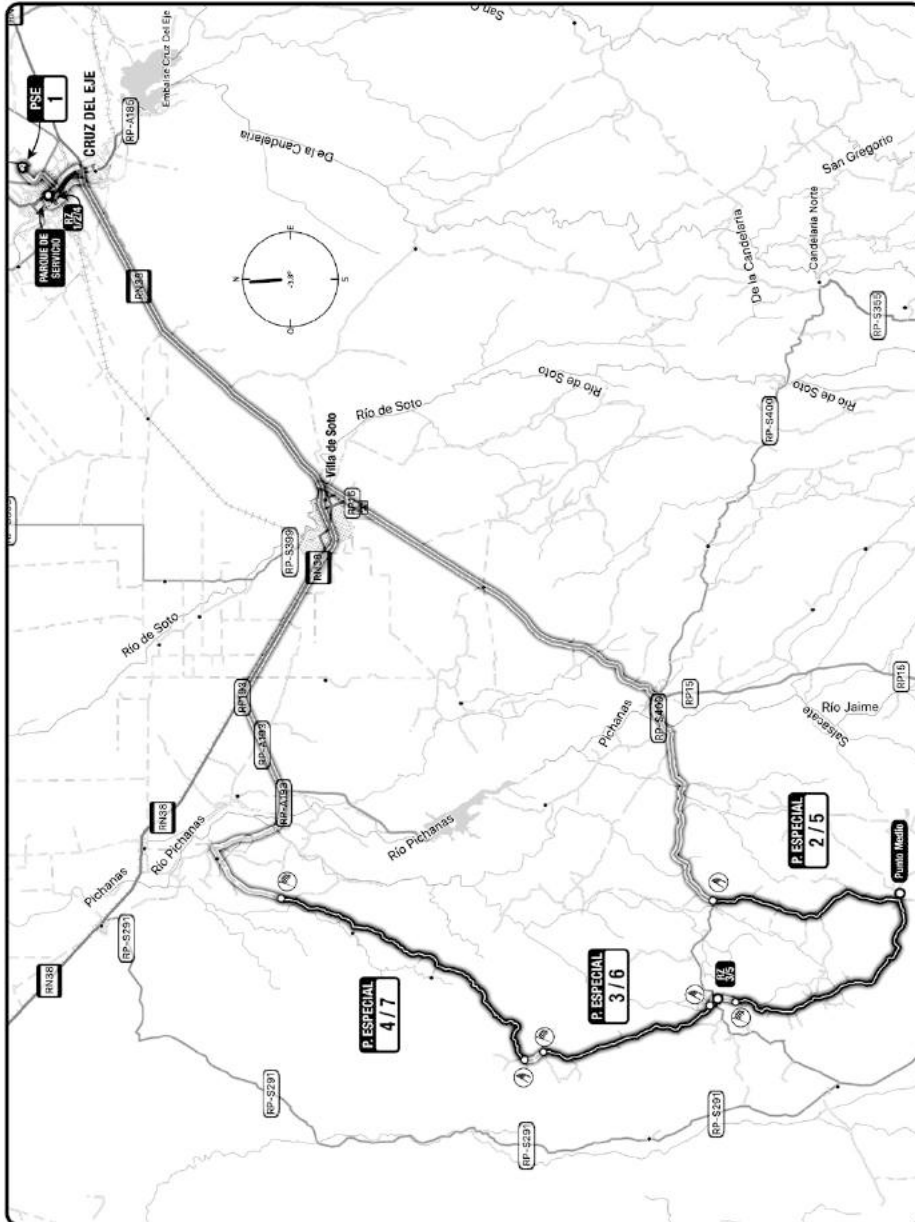 San C
PSE
1
Embalse Cruz Del Eje
CRUZ DEL EJE
RP-A185
PARQUE DE
SERVICIO
RZ
1/2/4
De la Candelaria
San Gregorio
RN38
N
E
S
O
-3.8°
De la Candelaria
Candelaria Norte
RP-S355
Río de Soto
Río de Soto
Río de Soto
RP-S400
Villa de Soto
RP-S399
RN38
Río de Soto
RP193
RP-A193
RP-A193
Pichanas
RP-S400
RP15
RP15
Río Jaime
Salsacate
RN38
Pichanas
Río Pichanas
Río Pichanas
P. ESPECIAL
2 / 5
Punto Medio
RP-S291
RN38
P. ESPECIAL
4 / 7
P. ESPECIAL
3 / 6
RZ
3/5
RP-S291
RP-S291
RP-S291